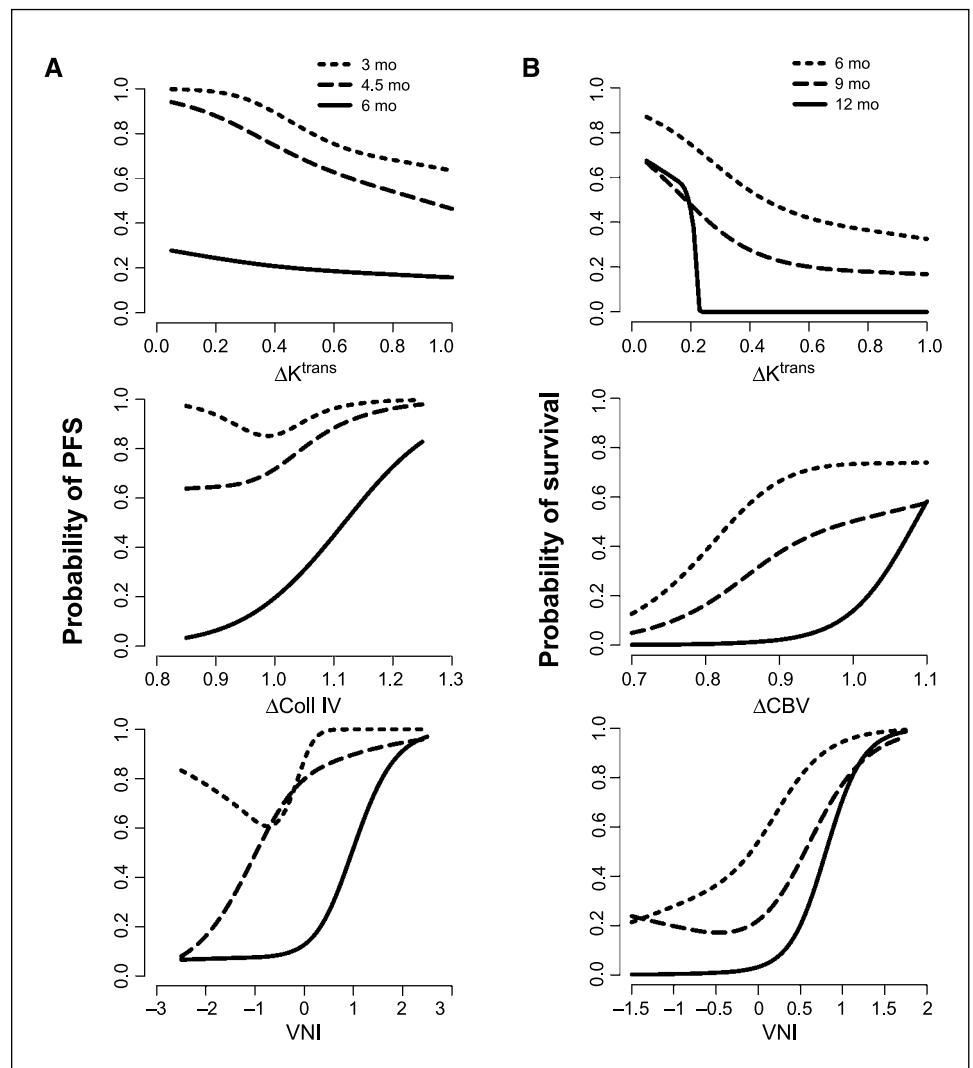 A
3 mo
4.5 mo
6 mo
1.0
0.8
0.6
0.4
0.2
0.0
0.0 0.2 0.4 0.6 0.8 1.0
ΔKtrans
B
6 mo
9 mo
12 mo
1.0
0.8
0.6
0.4
0.2
0.0
0.0 0.2 0.4 0.6 0.8 1.0
ΔKtrans
Probability of PFS
1.0
0.8
0.6
0.4
0.2
0.0
0.8 0.9 1.0 1.1 1.2 1.3
ΔColl IV
Probability of survival
1.0
0.8
0.6
0.4
0.2
0.0
0.7 0.8 0.9 1.0 1.1
ΔCBV
1.0
0.8
0.6
0.4
0.2
0.0
–3 –2 –1 0 1 2 3
VNI
1.0
0.8
0.6
0.4
0.2
0.0
–1.5 –1 –0.5 0 0.5 1 1.5 2
VNI